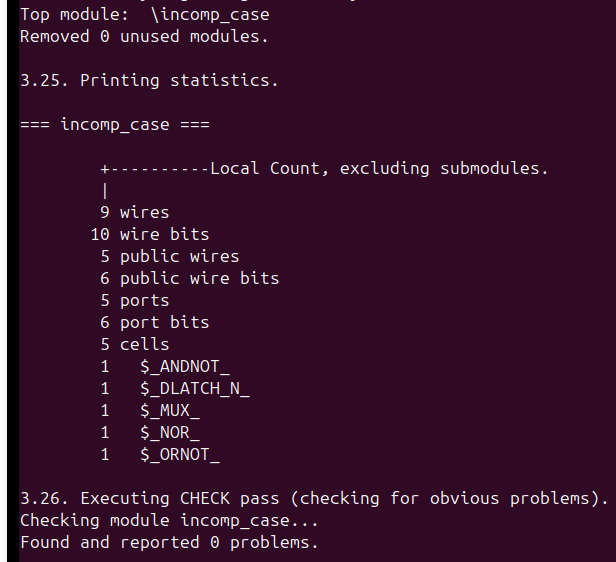 Top module:  \incomp_case
Removed 0 unused modules.
3.25. Printing statistics.
=== incomp_case ===
+----------Local Count, excluding submodules.
|
9 wires
10 wire bits
5 public wires
6 public wire bits
5 ports
6 port bits
5 cells
1   $_ANDNOT_
1   $_DLATCH_N_
1   $_MUX_
1   $_NOR_
1   $_ORNOT_
3.26. Executing CHECK pass (checking for obvious problems).
Checking module incomp_case...
Found and reported 0 problems.